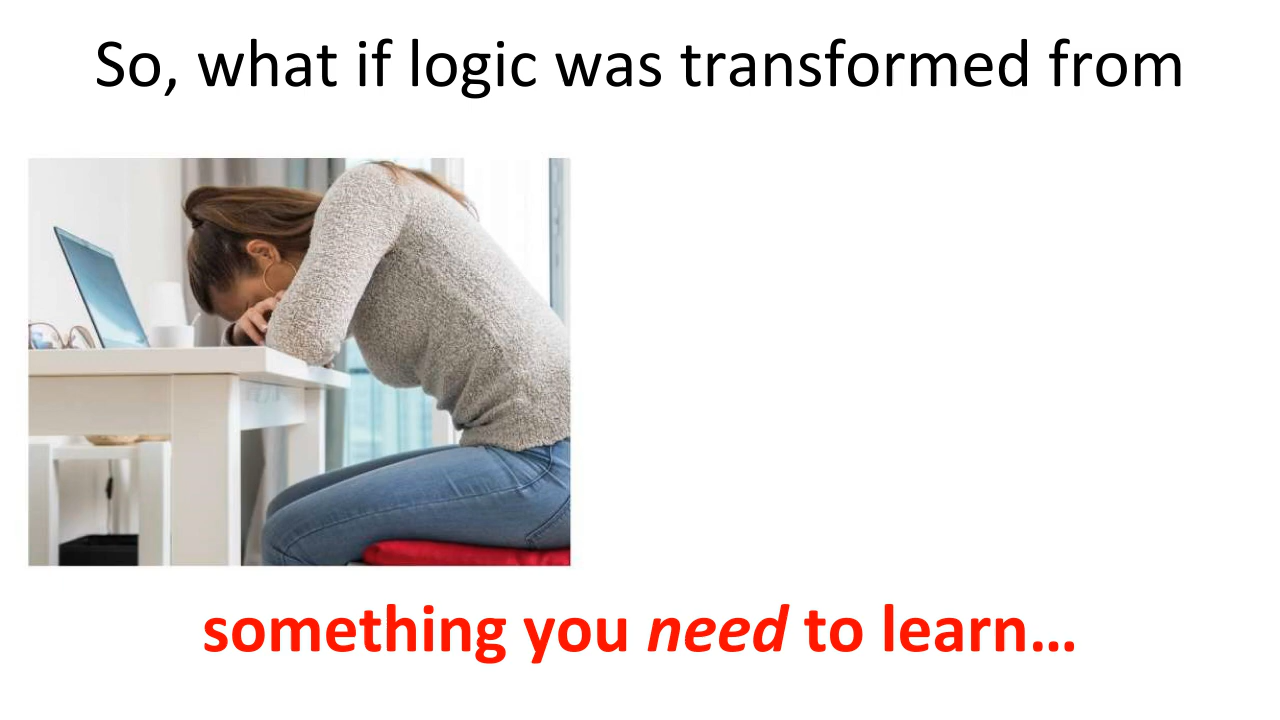 So, what if logic was transformed from
something you need to learn…